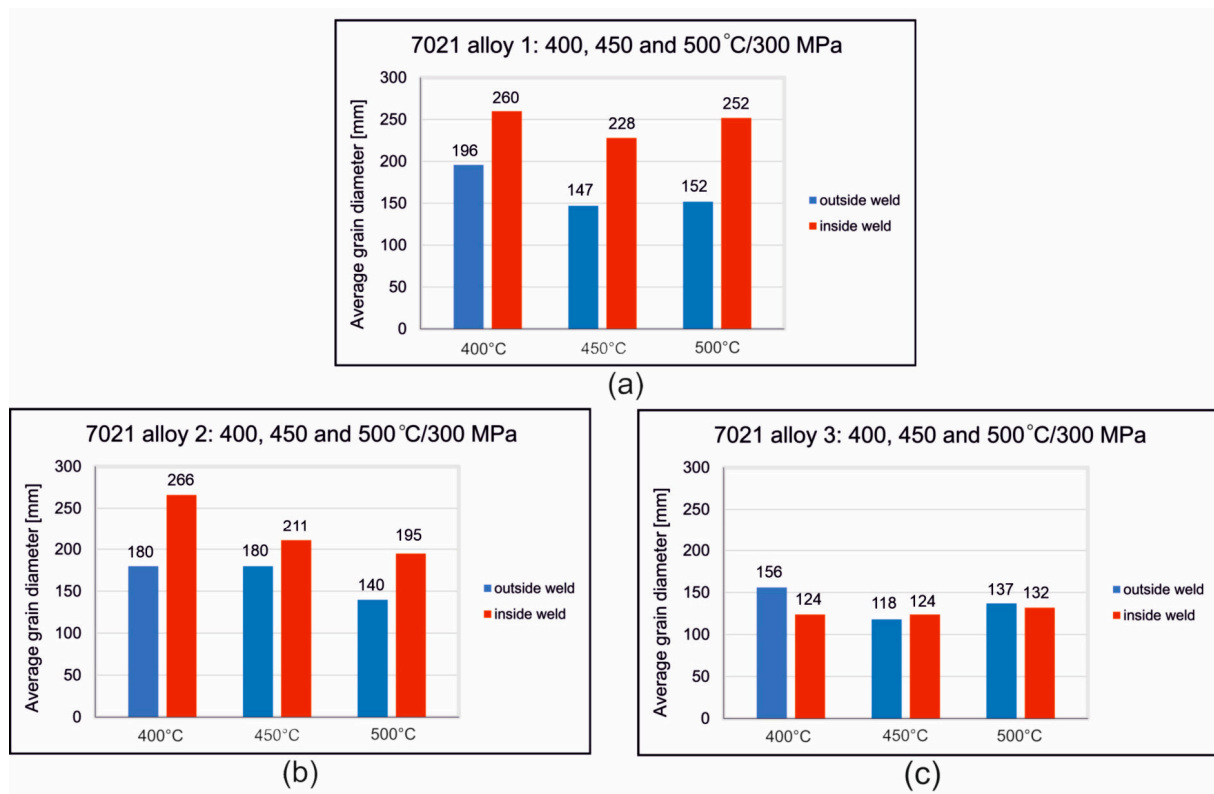 7021 alloy 1: 400, 450 and 500°C/300 MPa
Average grain diameter [mm]
300
250
200
150
100
50
0
196
260
147
228
152
252
400°C
450°C
500°C
outside weld
inside weld
(a)
7021 alloy 2: 400, 450 and 500°C/300 MPa
Average grain diameter [mm]
300
250
200
150
100
50
0
180
266
180
211
140
195
400°C
450°C
500°C
outside weld
inside weld
(b)
7021 alloy 3: 400, 450 and 500°C/300 MPa
Average grain diameter [mm]
300
250
200
150
100
50
0
156
124
118
124
137
132
400°C
450°C
500°C
outside weld
inside weld
(c)